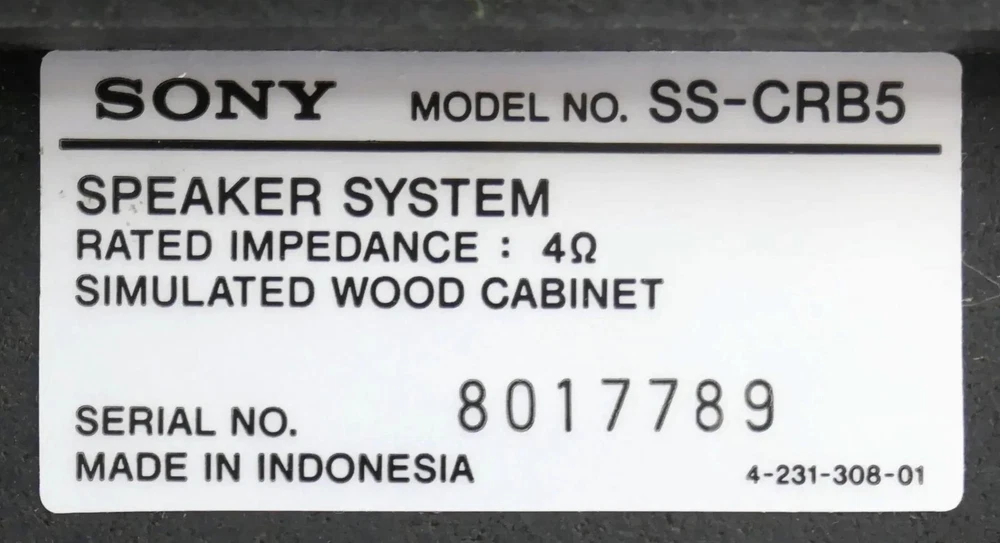 SONY MODEL NO. SS-CRB5
SPEAKER SYSTEM
RATED IMPEDANCE : 4Ω
SIMULATED WOOD CABINET
SERIAL NO. 8017789
MADE IN INDONESIA 4-231-308-01